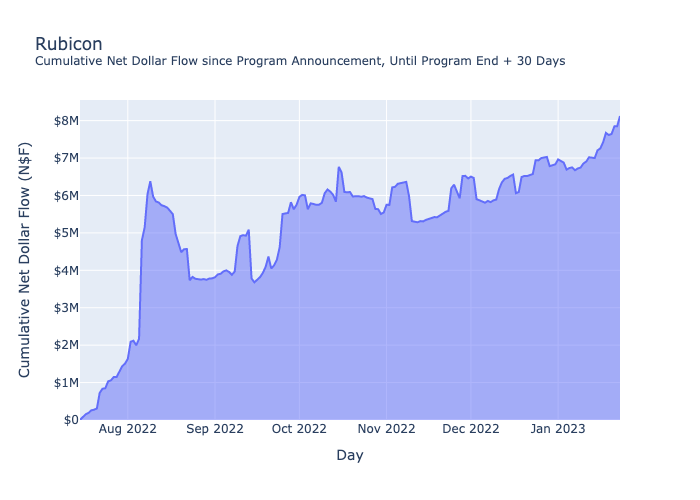 Rubicon
Cumulative Net Dollar Flow since Program Announcement, Until Program End + 30 Days
Cumulative Net Dollar Flow (N$F)
$8M
$7M
$6M
$5M
$4M
$3M
$2M
$1M
$0
Aug 2022 Sep 2022 Oct 2022 Nov 2022 Dec 2022 Jan 2023
Day